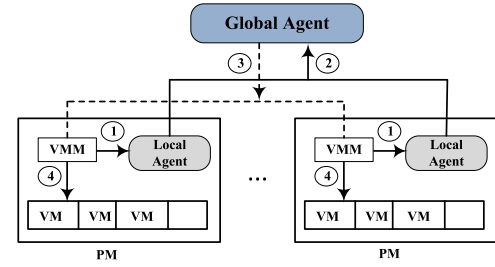 Global Agent
3
2
1
VMM
Local
Agent
4
VM VM VM
PM
...
1
VMM
Local
Agent
4
VM VM VM
PM